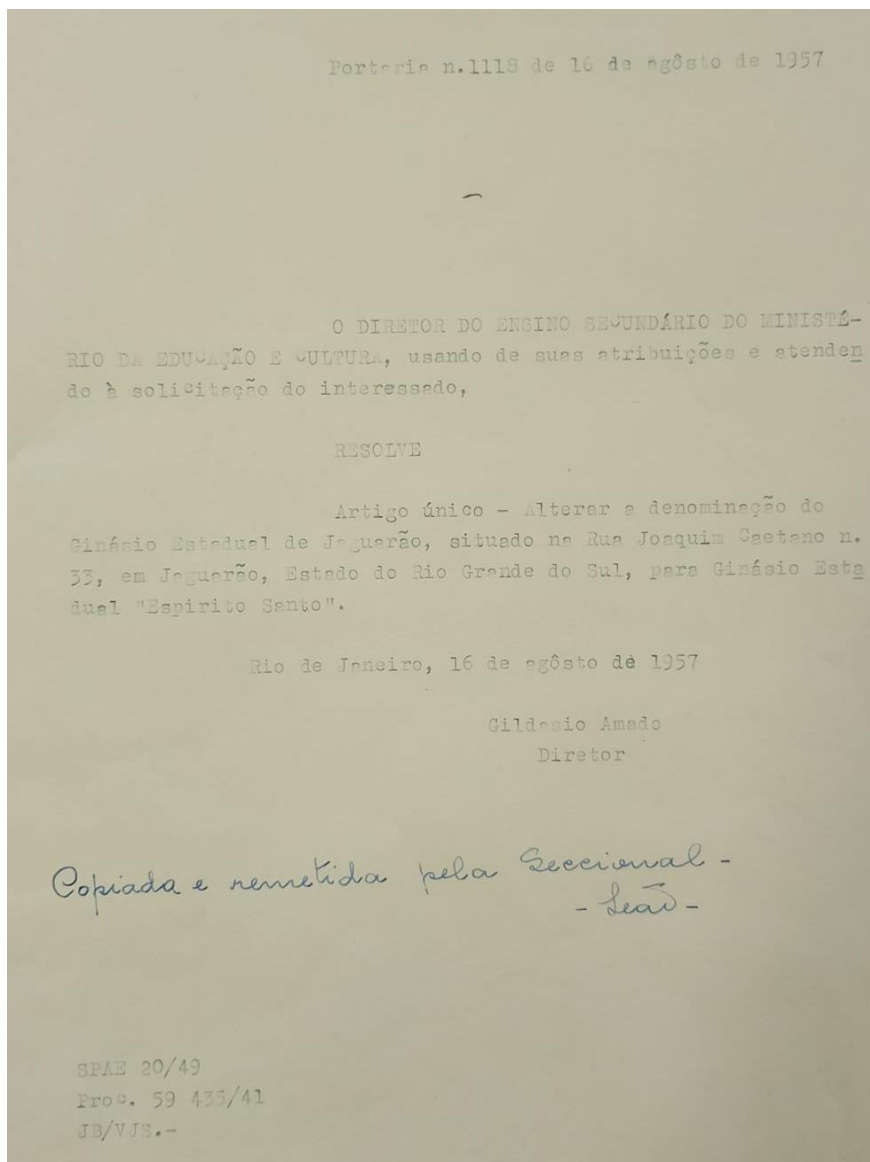 Portaria n.1118 de 16 de agôsto de 1957
O DIRETOR DO ENSINO SECUNDÁRIO DO MINISTÉ-
RIO DA EDUCAÇÃO E CULTURA, usando de suas atribuições e atenden
do à solicitação do interessado,
RESOLVE
Artigo único - Alterar a denominação do
Ginásio Estadual de Jaguarão, situado na Rua Joaquim Caetano n.
33, em Jaguarão, Estado do Rio Grande do Sul, para Ginásio Esta
dual "Espirito Santo".
Rio de Janeiro, 16 de agôsto de 1957
Gildasio Amado
Diretor
Copiada e remetida pela Seccional -
- Leão -
SPAE 20/49
Proc. 59 435/41
JB/VJS.-